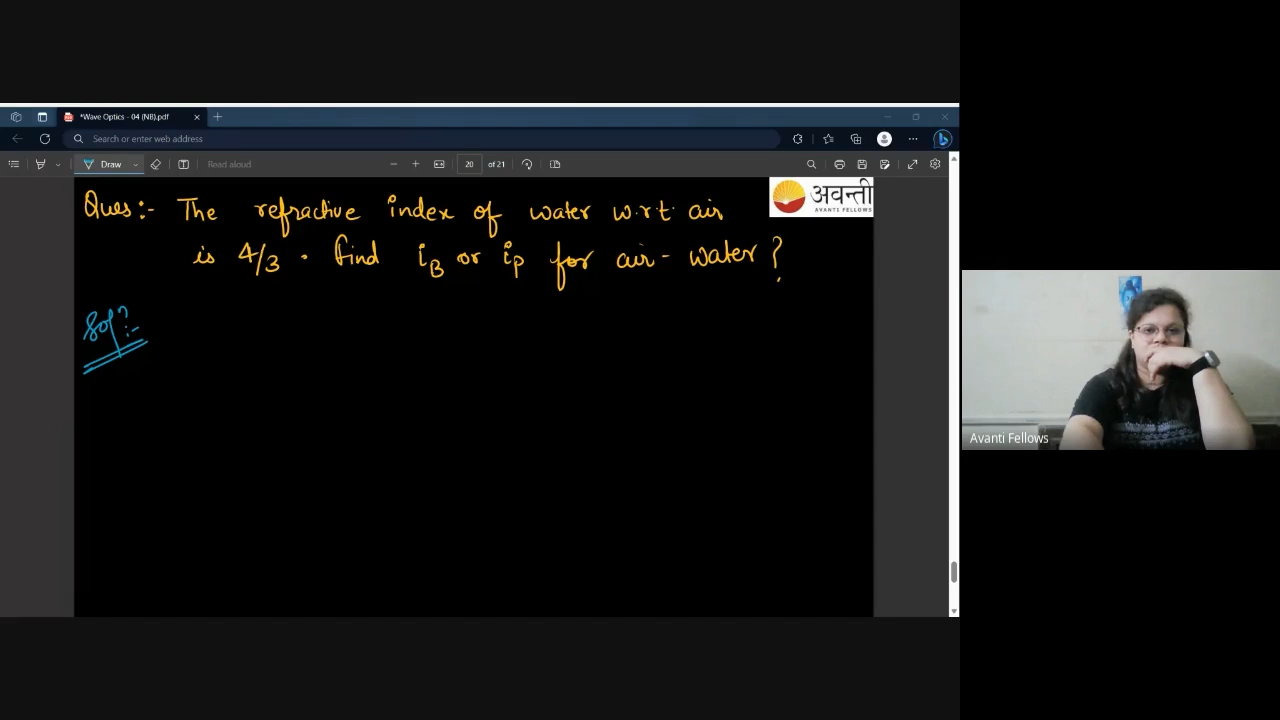 *Wave Optics - 04 (NB).pdf
Search or enter web address
Draw
Read aloud
20 of 21
Ques:- The refractive index of water w.r.t. air
is 4/3. find iB or ip for air-water?
अवन्ती
AVANTI FELLOWS
Solⁿ:-
Avanti Fellows